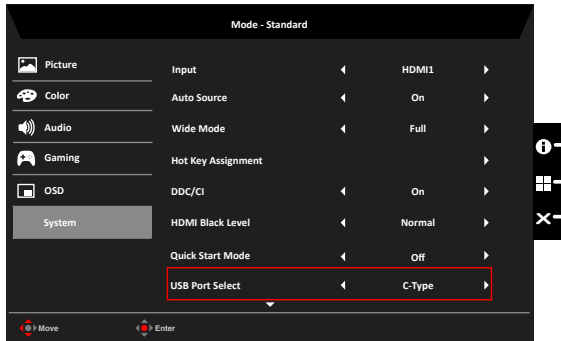 Mode - Standard
Picture
Color
Audio
Gaming
OSD
System
Input HDMI1
Auto Source On
Wide Mode Full
Hot Key Assignment
DDC/CI On
HDMI Black Level Normal
Quick Start Mode Off
USB Port Select C-Type
Move Enter